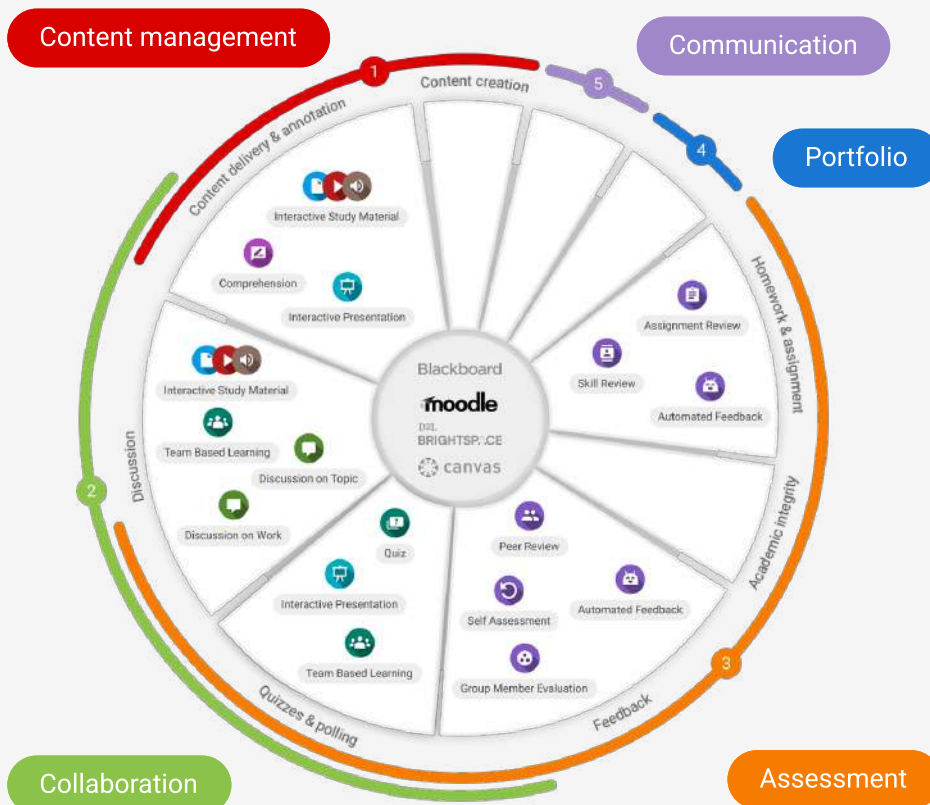 Content management
Communication
Portfolio
1
5
4
Content creation
Content delivery & annotation
Interactive Study Material
Comprehension
Interactive Presentation
Homework & assignment
Assignment Review
Skill Review
Automated Feedback
Blackboard
moodle
D2L
BRIGHTSP
CE
canvas
Interactive Study Material
Team Based Learning
Discussion on Topic
Discussion on Work
Discussion
2
Academic integrity
Quiz
Interactive Presentation
Team Based Learning
Quizzes & polling
Peer Review
Automated Feedback
Self Assessment
Group Member Evaluation
Feedback
3
Collaboration
Assessment